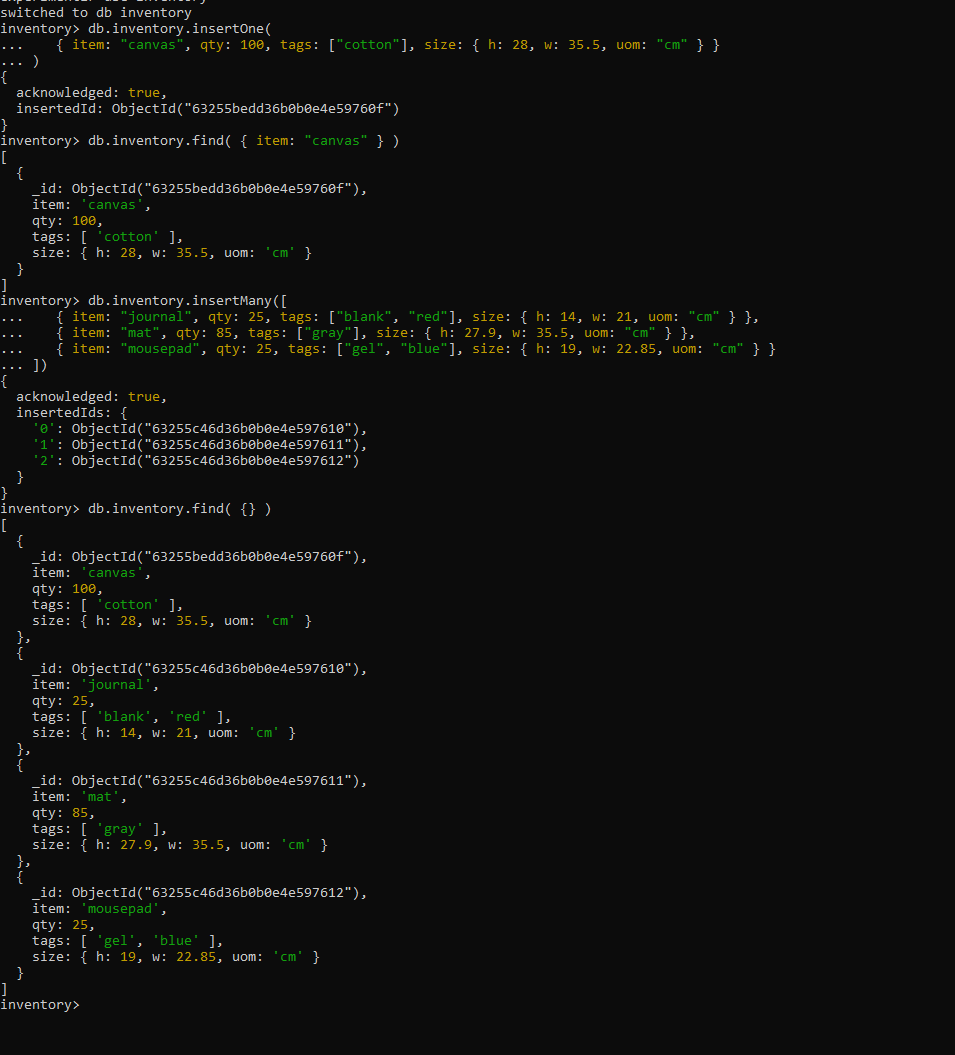 switched to db inventory
inventory> db.inventory.insertOne(
...    { item: "canvas", qty: 100, tags: ["cotton"], size: { h: 28, w: 35.5, uom: "cm" } }
... )
{
  acknowledged: true,
  insertedId: ObjectId("63255bedd36b0b0e4e59760f")
}
inventory> db.inventory.find( { item: "canvas" } )
[
  {
    _id: ObjectId("63255bedd36b0b0e4e59760f"),
    item: 'canvas',
    qty: 100,
    tags: [ 'cotton' ],
    size: { h: 28, w: 35.5, uom: 'cm' }
  }
]
inventory> db.inventory.insertMany([
...    { item: "journal", qty: 25, tags: ["blank", "red"], size: { h: 14, w: 21, uom: "cm" } },
...    { item: "mat", qty: 85, tags: ["gray"], size: { h: 27.9, w: 35.5, uom: "cm" } },
...    { item: "mousepad", qty: 25, tags: ["gel", "blue"], size: { h: 19, w: 22.85, uom: "cm" } }
... ])
{
  acknowledged: true,
  insertedIds: {
    '0': ObjectId("63255c46d36b0b0e4e597610"),
    '1': ObjectId("63255c46d36b0b0e4e597611"),
    '2': ObjectId("63255c46d36b0b0e4e597612")
  }
}
inventory> db.inventory.find( {} )
[
  {
    _id: ObjectId("63255bedd36b0b0e4e59760f"),
    item: 'canvas',
    qty: 100,
    tags: [ 'cotton' ],
    size: { h: 28, w: 35.5, uom: 'cm' }
  },
  {
    _id: ObjectId("63255c46d36b0b0e4e597610"),
    item: 'journal',
    qty: 25,
    tags: [ 'blank', 'red' ],
    size: { h: 14, w: 21, uom: 'cm' }
  },
  {
    _id: ObjectId("63255c46d36b0b0e4e597611"),
    item: 'mat',
    qty: 85,
    tags: [ 'gray' ],
    size: { h: 27.9, w: 35.5, uom: 'cm' }
  },
  {
    _id: ObjectId("63255c46d36b0b0e4e597612"),
    item: 'mousepad',
    qty: 25,
    tags: [ 'gel', 'blue' ],
    size: { h: 19, w: 22.85, uom: 'cm' }
  }
]
inventory>